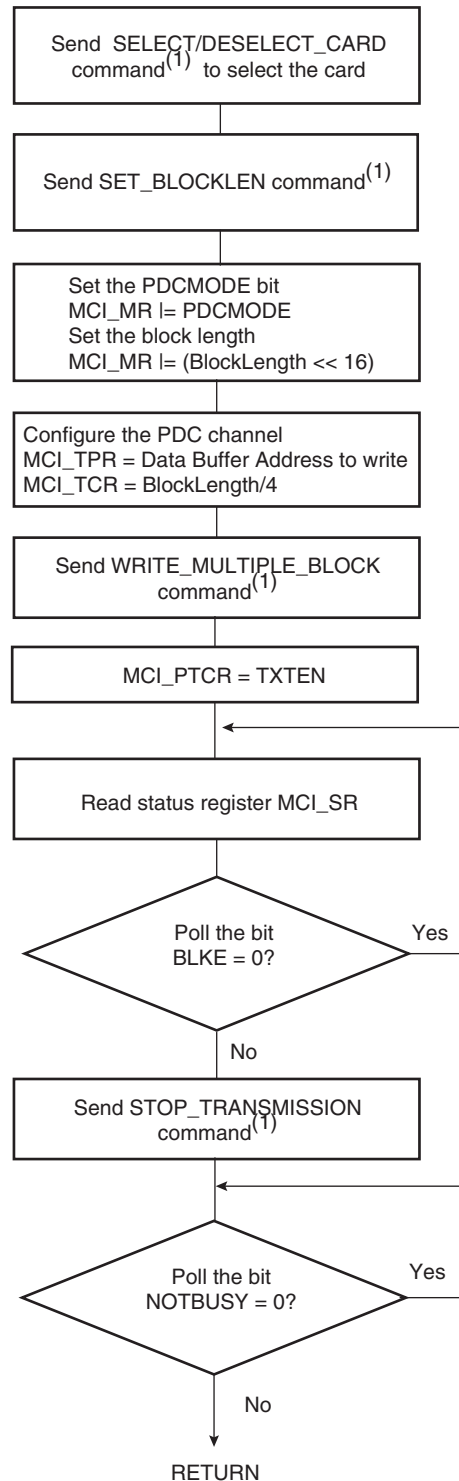 Send SELECT/DESELECT_CARD
command(1) to select the card
Send SET_BLOCKLEN command(1)
Set the PDCMODE bit
MCI_MR |= PDCMODE
Set the block length
MCI_MR |= (BlockLength << 16)
Configure the PDC channel
MCI_TPR = Data Buffer Address to write
MCI_TCR = BlockLength/4
Send WRITE_MULTIPLE_BLOCK
command(1)
MCI_PTCR = TXTEN
Read status register MCI_SR
Poll the bit
BLKE = 0?
Yes
No
Send STOP_TRANSMISSION
command(1)
Poll the bit
NOTBUSY = 0?
Yes
No
RETURN